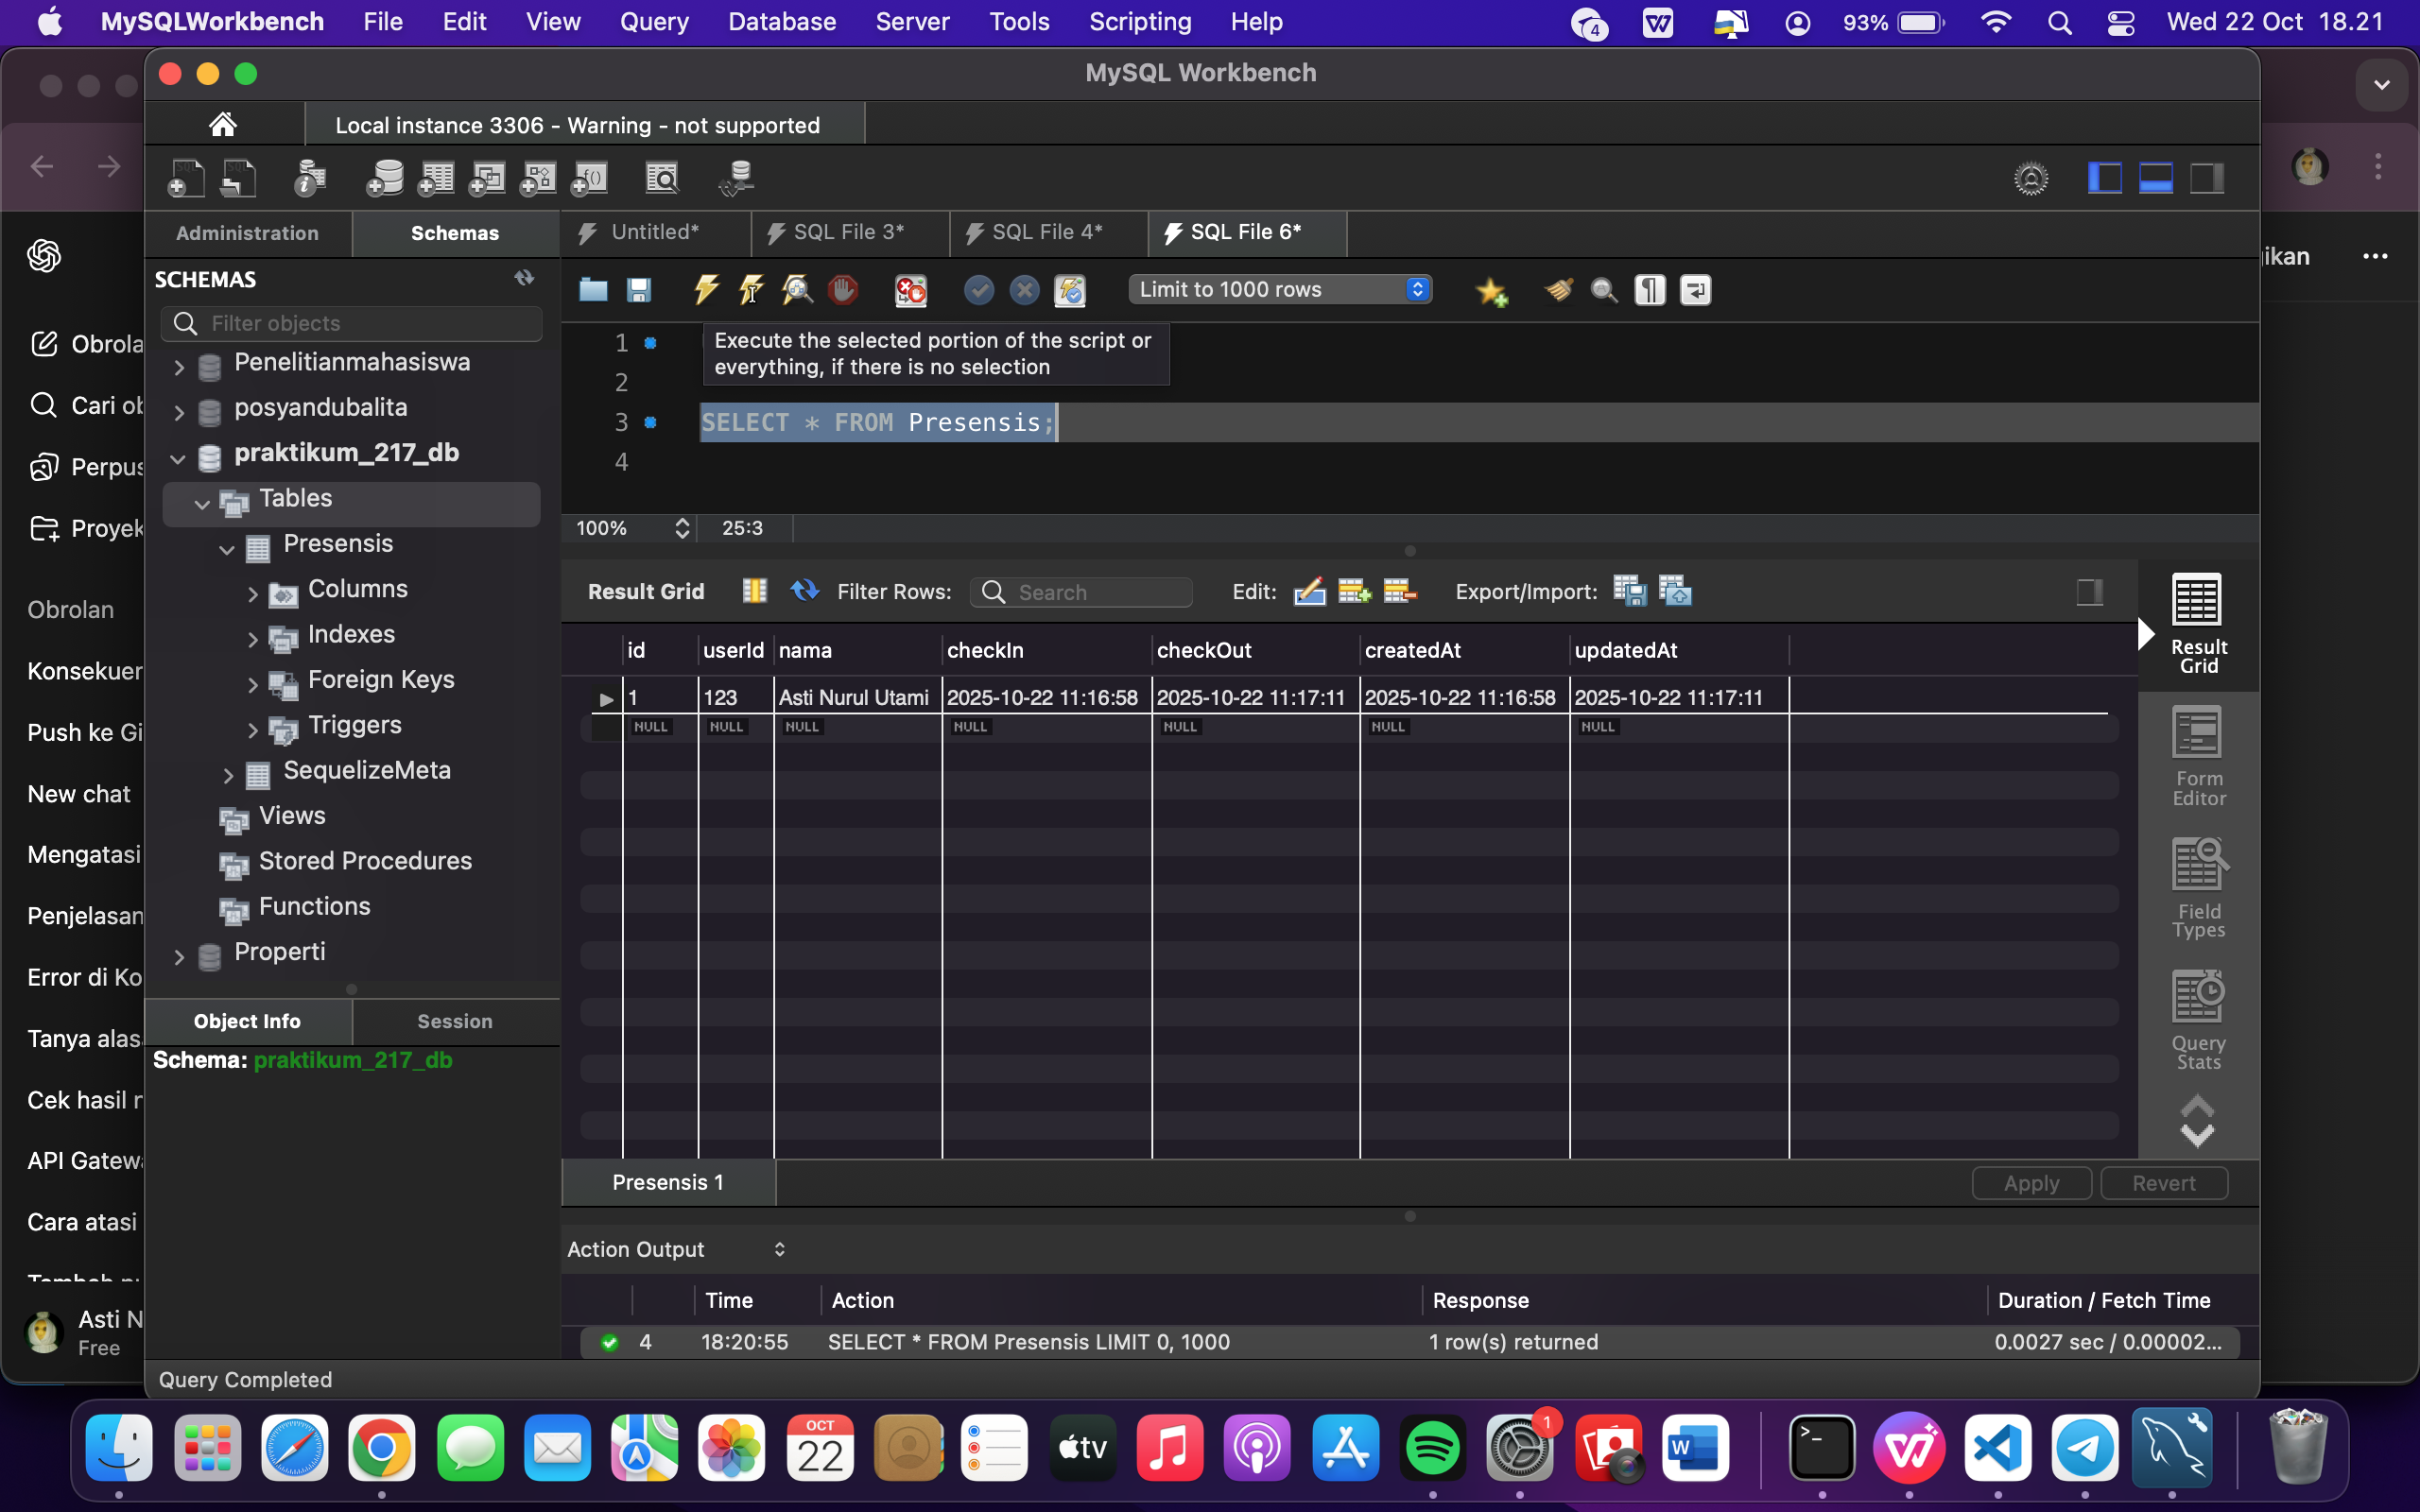 MySQLWorkbench File Edit View Query Database Server Tools Scripting Help 4 93% Wed 22 Oct 18.21
MySQL Workbench
Local instance 3306 - Warning - not supported
Administration Schemas
Untitled* SQL File 3* SQL File 4* SQL File 6*
SCHEMAS
Filter objects
Limit to 1000 rows
Execute the selected portion of the script or
everything, if there is no selection
1
2
3 SELECT * FROM Presensis;
4
100% 25:3
Penelitianmahasiswa
posyandubalita
praktikum_217_db
Tables
Presensis
Columns
Indexes
Foreign Keys
Triggers
SequelizeMeta
Views
Stored Procedures
Functions
Properti
Object Info Session
Schema: praktikum_217_db
Result Grid Filter Rows: Search Edit: Export/Import:
id userId nama checkIn checkOut createdAt updatedAt
1 123 Asti Nurul Utami 2025-10-22 11:16:58 2025-10-22 11:17:11 2025-10-22 11:16:58 2025-10-22 11:17:11
NULL NULL NULL NULL NULL NULL NULL
Result
Grid
Form
Editor
Field
Types
Query
Stats
Presensis 1 Apply Revert
Action Output
Time Action Response Duration / Fetch Time
4 18:20:55 SELECT * FROM Presensis LIMIT 0, 1000 1 row(s) returned 0.0027 sec / 0.00002...
Query Completed
Obrola
Cari ob
Perpus
Proyek
Obrolan
Konsekuer
Push ke Gi
New chat
Mengatasi
Penjelasan
Error di Ko
Tanya alas
Cek hasil r
API Gatewa
Cara atasi
Asti N
Free
ikan
OCT
22
tv
1
W